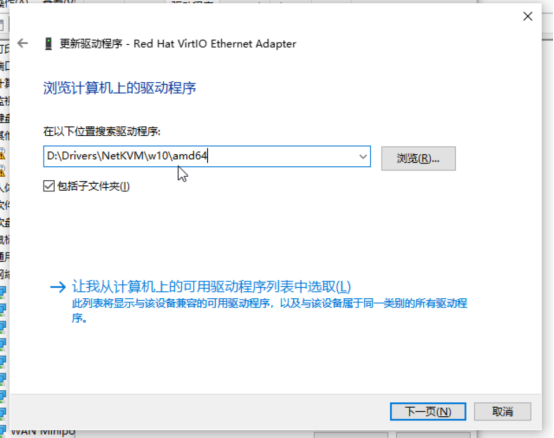 更新驱动程序 - Red Hat VirtIO Ethernet Adapter
浏览计算机上的驱动程序
在以下位置搜索驱动程序:
D:\Drivers\NetKVM\w10\amd64
浏览(R)...
包括子文件夹(I)
让我从计算机上的可用驱动程序列表中选取(L)
此列表将显示与该设备兼容的可用驱动程序，以及与该设备属于同一类别的所有驱动程
序。
下一页(N)
取消
WAN Minipo